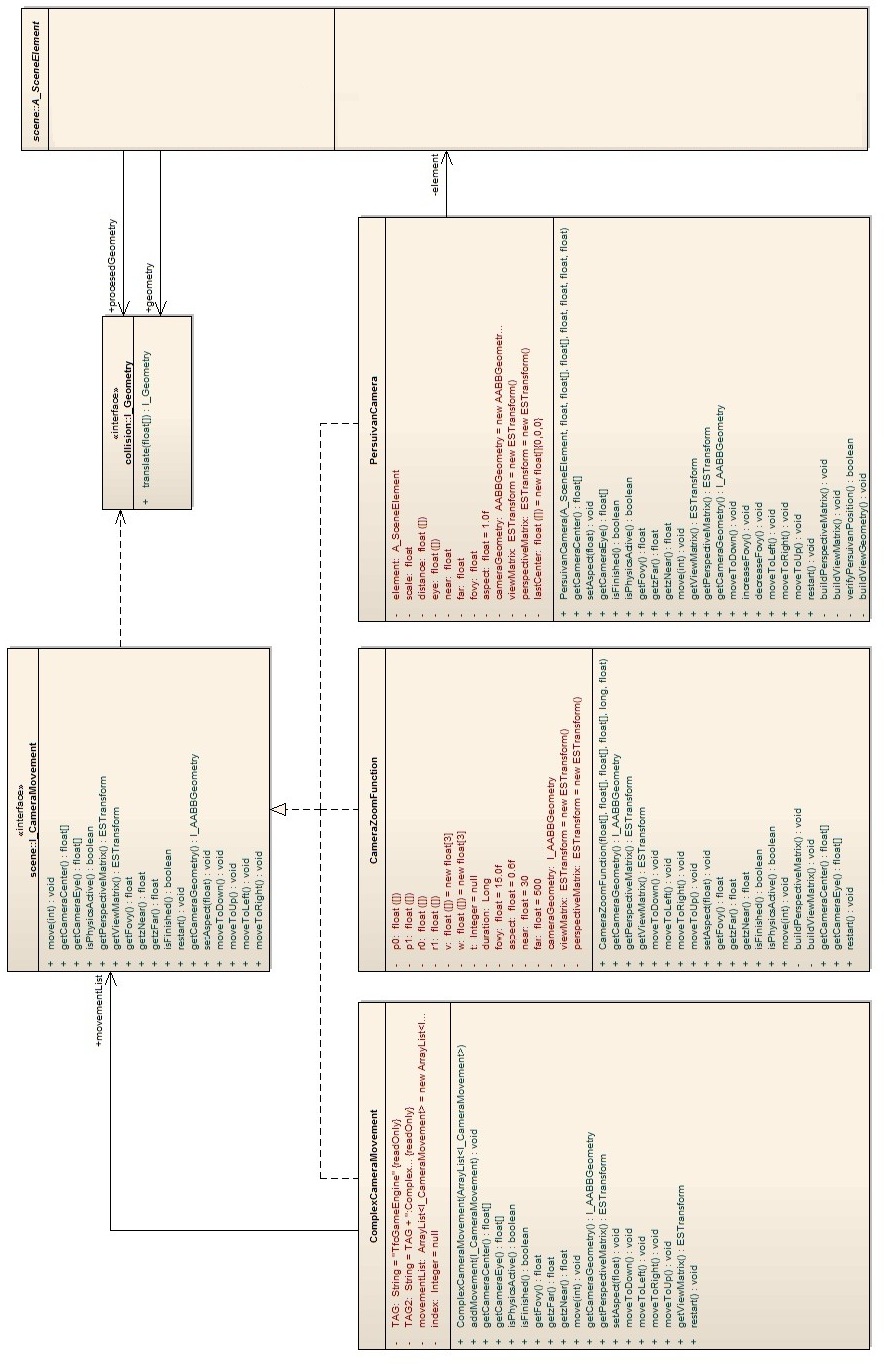 «interface»
scene::I_CameraMovement
+ move(int) : void
+ getCameraCenter() : float[]
+ getCameraEye() : float[]
+ isPhysicsActive() : boolean
+ getPerspectiveMatrix() : ESTransform
+ getViewMatrix() : ESTransform
+ getFovy() : float
+ getzNear() : float
+ getzFar() : float
+ isFinished() : boolean
+ restart() : void
+ getCameraGeometry() : I_AABBGeometry
+ setAspect(float) : void
+ moveToDown() : void
+ moveToUp() : void
+ moveToLeft() : void
+ moveToRight() : void
«interface»
collision::I_Geometry
+ translate(float[]) : I_Geometry
+procesedGeometry
+geometry
scene::A_SceneElement
+movementList
-element
ComplexCameraMovement
- TAG: String = "TfoGameEngine" {readOnly}
- TAG2: String = TAG + ":Complex... {readOnly}
- movementList: ArrayList<I_CameraMovement> = new ArrayList<I...
- index: Integer = null
+ ComplexCameraMovement(ArrayList<I_CameraMovement>)
+ addMovement(I_CameraMovement) : void
+ getCameraCenter() : float[]
+ getCameraEye() : float[]
+ isPhysicsActive() : boolean
+ isFinished() : boolean
+ getFovy() : float
+ getzFar() : float
+ getzNear() : float
+ move(int) : void
+ getCameraGeometry() : I_AABBGeometry
+ getPerspectiveMatrix() : ESTransform
+ setAspect(float) : void
+ moveToDown() : void
+ moveToLeft() : void
+ moveToRight() : void
+ moveToUp() : void
+ getViewMatrix() : ESTransform
+ restart() : void
CameraZoomFunction
- p0: float ([])
- p1: float ([])
- r0: float ([])
- r1: float ([])
- v: float ([]) = new float[3]
- w: float ([]) = new float[3]
- t: Integer = null
- duration: Long
- fovy: float = 15.0f
- aspect: float = 0.6f
- near: float = 30
- far: float = 500
- cameraGeometry: I_AABBGeometry
- viewMatrix: ESTransform = new ESTransform()
- perspectiveMatrix: ESTransform = new ESTransform()
+ CameraZoomFunction(float[], float[], float[], float[], long, float)
+ getCameraGeometry() : I_AABBGeometry
+ getPerspectiveMatrix() : ESTransform
+ getViewMatrix() : ESTransform
+ moveToDown() : void
+ moveToLeft() : void
+ moveToRight() : void
+ moveToUp() : void
+ setAspect(float) : void
+ getFovy() : float
+ getzFar() : float
+ getzNear() : float
+ isFinished() : boolean
+ isPhysicsActive() : boolean
+ move(int) : void
- buildPerspectiveMatrix() : void
- buildViewMatrix() : void
+ getCameraCenter() : float[]
+ getCameraEye() : float[]
+ restart() : void
PersuivanCamera
- element: A_SceneElement
- scale: float
- distance: float ([])
- eye: float ([])
- near: float
- far: float
- fovy: float
- aspect: float = 1.0f
- cameraGeometry: AABBGeometry = new AABBGeometr...
- viewMatrix: ESTransform = new ESTransform()
- perspectiveMatrix: ESTransform = new ESTransform()
- lastCenter: float ([]) = new float[]{0,0,0}
+ PersuivanCamera(A_SceneElement, float, float[], float[], float, float, float, float)
+ getCameraCenter() : float[]
+ setAspect(float) : void
+ getCameraEye() : float[]
+ isFinished() : boolean
+ isPhysicsActive() : boolean
+ getFovy() : float
+ getzFar() : float
+ getzNear() : float
+ move(int) : void
+ getViewMatrix() : ESTransform
+ getPerspectiveMatrix() : ESTransform
+ getCameraGeometry() : I_AABBGeometry
+ moveToDown() : void
+ increaseFovy() : void
+ decreaseFovy() : void
+ moveToLeft() : void
+ moveToRight() : void
+ moveToUp() : void
+ restart() : void
- buildPerspectiveMatrix() : void
- buildViewMatrix() : void
- verifyPersuivanPosition() : boolean
- buildViewGeometry() : void